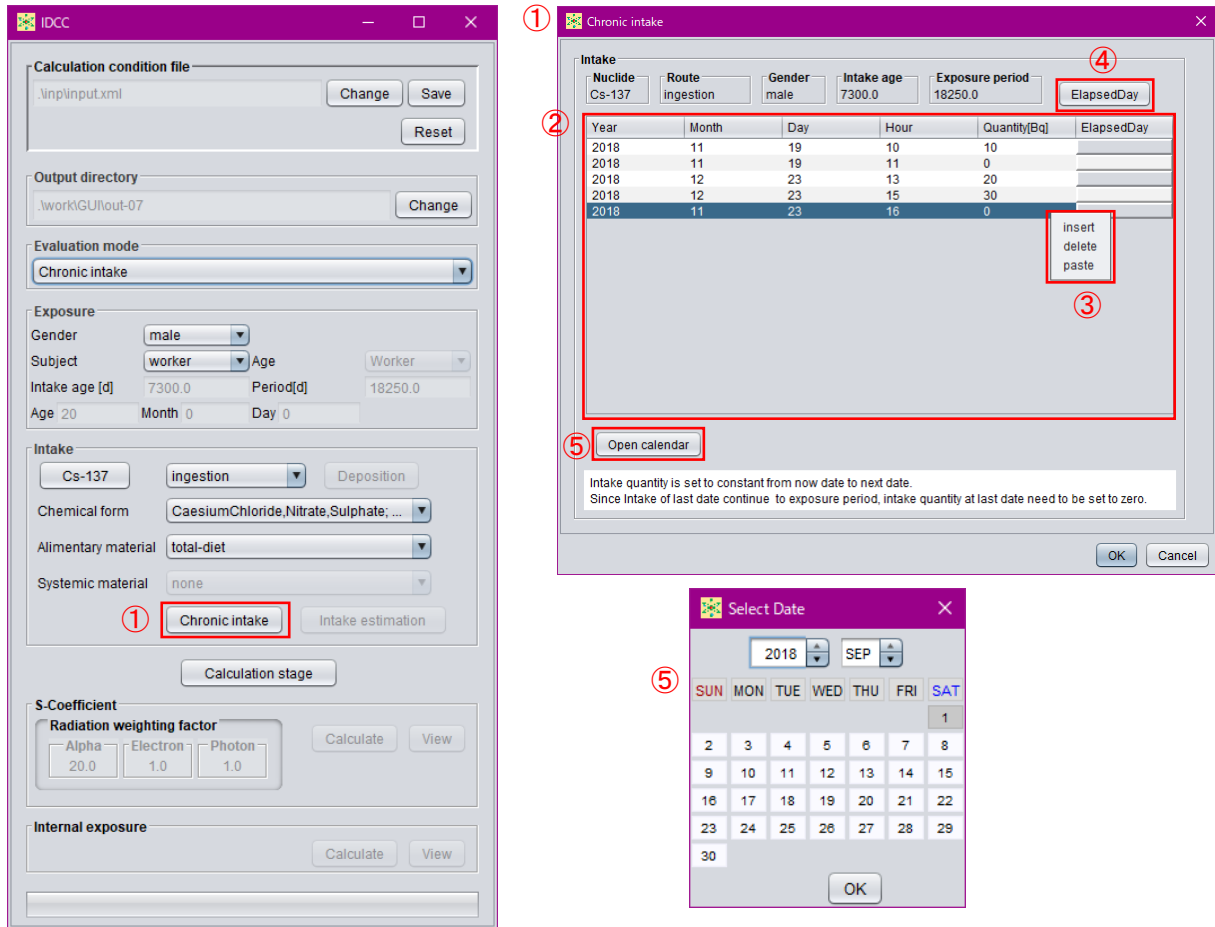 IDCC
Calculation condition file
.\inp\input.xml
Change
Save
Reset
Output directory
.\work\GUI\out-07
Change
Evaluation mode
Chronic intake
Exposure
Gender male
Subject worker Age Worker
Intake age [d] 7300.0 Period[d] 18250.0
Age 20 Month 0 Day 0
Intake
Cs-137 ingestion Deposition
Chemical form CaesiumChloride,Nitrate,Sulphate; ...
Alimentary material total-diet
Systemic material none
① Chronic intake Intake estimation
Calculation stage
S-Coefficient
Radiation weighting factor
Alpha Electron Photon
20.0 1.0 1.0
Calculate View
Internal exposure
Calculate View
① Chronic intake
Intake
Nuclide Route Gender Intake age Exposure period
Cs-137 ingestion male 7300.0 18250.0
④
ElapsedDay
②
Year Month Day Hour Quantity[Bq] ElapsedDay
2018 11 19 10 10
2018 11 19 11 0
2018 12 23 13 20
2018 12 23 15 30
2018 11 23 16 0
insert
delete
paste
③
⑤ Open calendar
Intake quantity is set to constant from now date to next date.
Since Intake of last date continue to exposure period, intake quantity at last date need to be set to zero.
OK Cancel
Select Date
2018 SEP
⑤
SUN MON TUE WED THU FRI SAT
1
2 3 4 5 6 7 8
9 10 11 12 13 14 15
16 17 18 19 20 21 22
23 24 25 26 27 28 29
30
OK